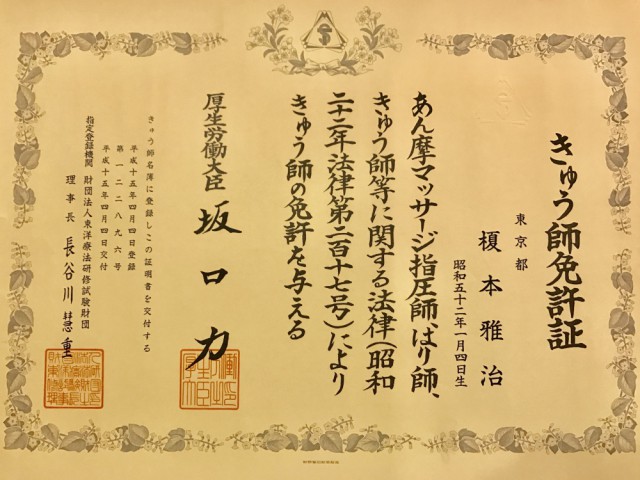 きゅう師免許証
東京都
榎本雅治
昭和五十二年一月四日生
あん摩マッサージ指圧師、はり師、
きゅう師等に関する法律(昭和
二十二年法律第二百十七号)により
きゅう師の免許を与える
厚生労働大臣 坂口力
きゅう師名簿に登録しこの証明書を交付する
平成十五年四月四日登録
第一二二八九六号
平成十五年四月四日交付
指定登録機関 財団法人東洋療法研修試験財団
理事長 長谷川慧重